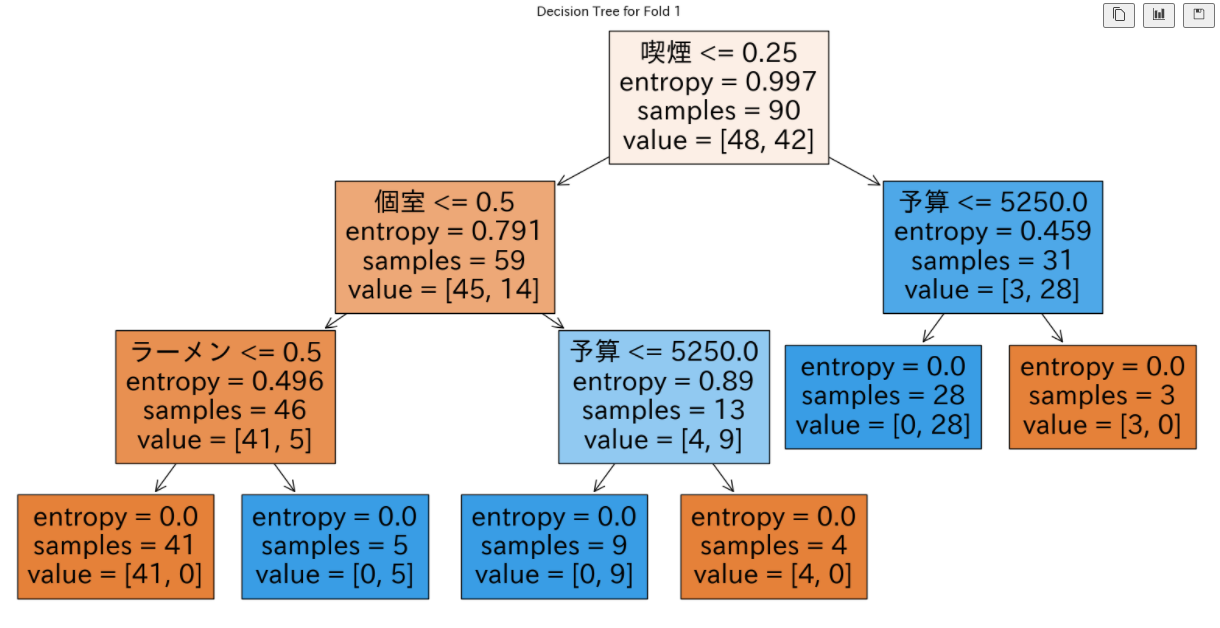 Decision Tree for Fold 1
喫煙 <= 0.25
entropy = 0.997
samples = 90
value = [48, 42]
個室 <= 0.5
entropy = 0.791
samples = 59
value = [45, 14]
予算 <= 5250.0
entropy = 0.459
samples = 31
value = [3, 28]
ラーメン <= 0.5
entropy = 0.496
samples = 46
value = [41, 5]
予算 <= 5250.0
entropy = 0.89
samples = 13
value = [4, 9]
entropy = 0.0
samples = 28
value = [0, 28]
entropy = 0.0
samples = 3
value = [3, 0]
entropy = 0.0
samples = 41
value = [41, 0]
entropy = 0.0
samples = 5
value = [0, 5]
entropy = 0.0
samples = 9
value = [0, 9]
entropy = 0.0
samples = 4
value = [4, 0]